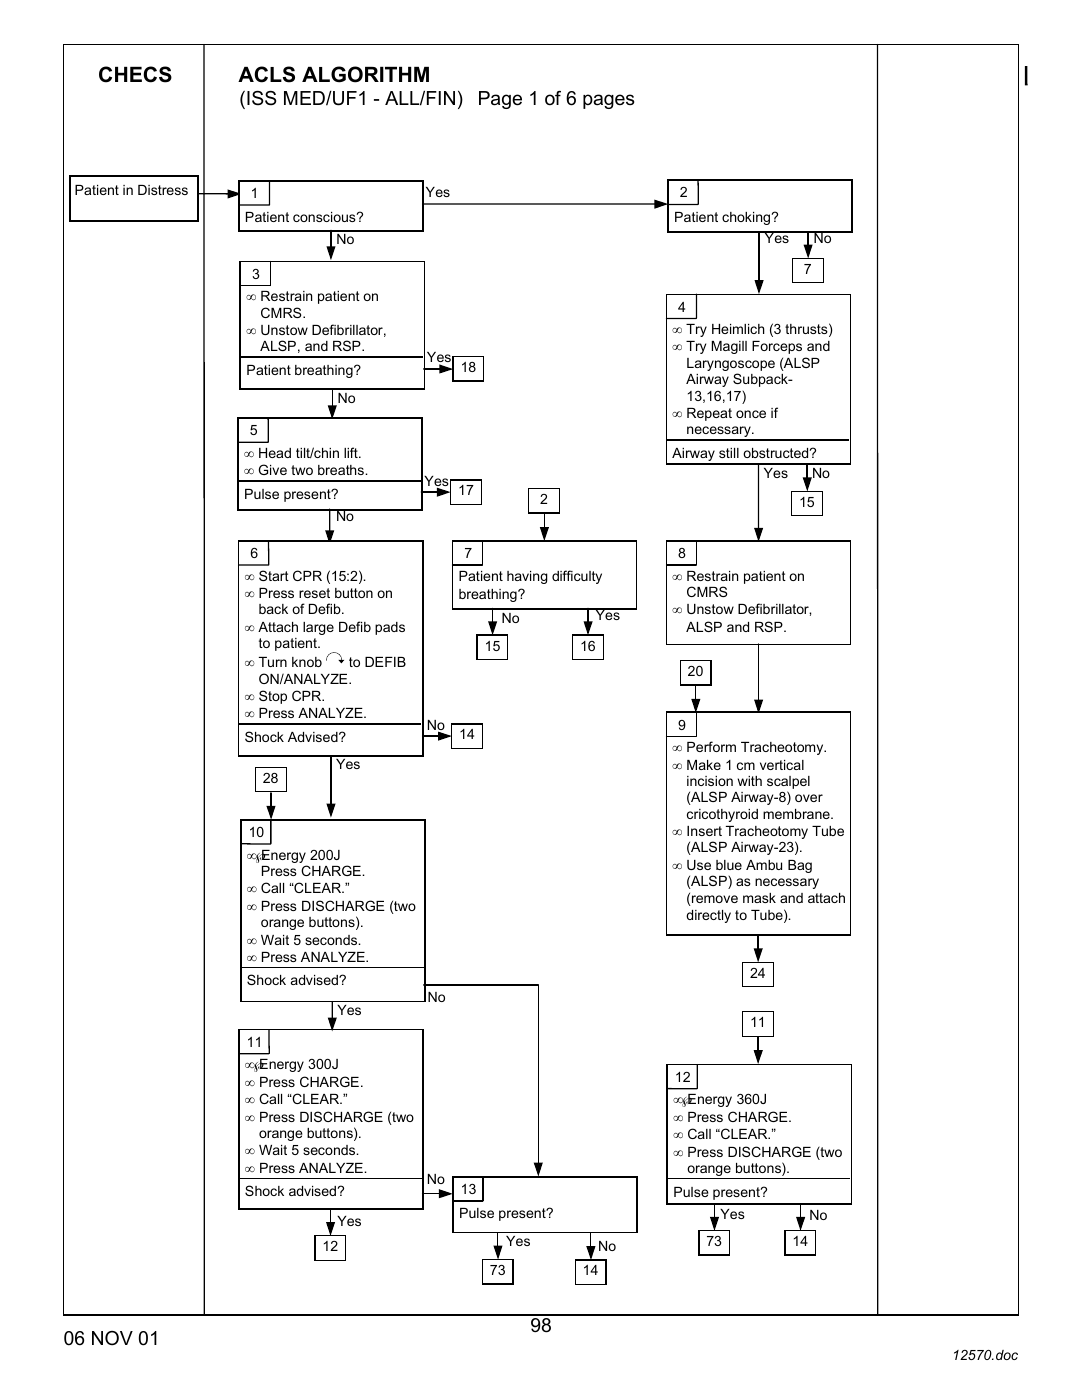 CHECS
ACLS ALGORITHM
(ISS MED/UF1 - ALL/FIN) Page 1 of 6 pages
Patient in Distress
1
Patient conscious?
Yes
No
2
Patient choking?
Yes
No
7
3
∞ Restrain patient on
CMRS.
∞ Unstow Defibrillator,
ALSP, and RSP.
Patient breathing?
Yes
18
No
4
∞ Try Heimlich (3 thrusts)
∞ Try Magill Forceps and
Laryngoscope (ALSP
Airway Subpack-
13,16,17)
∞ Repeat once if
necessary.
Airway still obstructed?
Yes
No
15
5
∞ Head tilt/chin lift.
∞ Give two breaths.
Pulse present?
Yes
17
No
6
∞ Start CPR (15:2).
∞ Press reset button on
back of Defib.
∞ Attach large Defib pads
to patient.
∞ Turn knob to DEFIB
ON/ANALYZE.
∞ Stop CPR.
∞ Press ANALYZE.
Shock Advised?
No
14
Yes
2
7
Patient having difficulty
breathing?
No
Yes
15
16
8
∞ Restrain patient on
CMRS
∞ Unstow Defibrillator,
ALSP and RSP.
20
9
∞ Perform Tracheotomy.
∞ Make 1 cm vertical
incision with scalpel
(ALSP Airway-8) over
cricothyroid membrane.
∞ Insert Tracheotomy Tube
(ALSP Airway-23).
∞ Use blue Ambu Bag
(ALSP) as necessary
(remove mask and attach
directly to Tube).
24
28
10
∞ Energy 200J
Press CHARGE.
∞ Call “CLEAR.”
∞ Press DISCHARGE (two
orange buttons).
∞ Wait 5 seconds.
∞ Press ANALYZE.
Shock advised?
No
Yes
11
∞ Energy 300J
∞ Press CHARGE.
∞ Call “CLEAR.”
∞ Press DISCHARGE (two
orange buttons).
∞ Wait 5 seconds.
∞ Press ANALYZE.
Shock advised?
No
Yes
12
11
12
∞ Energy 360J
∞ Press CHARGE.
∞ Call “CLEAR.”
∞ Press DISCHARGE (two
orange buttons).
Pulse present?
Yes
No
73
14
13
Pulse present?
Yes
No
73
14
06 NOV 01
98
12570.doc